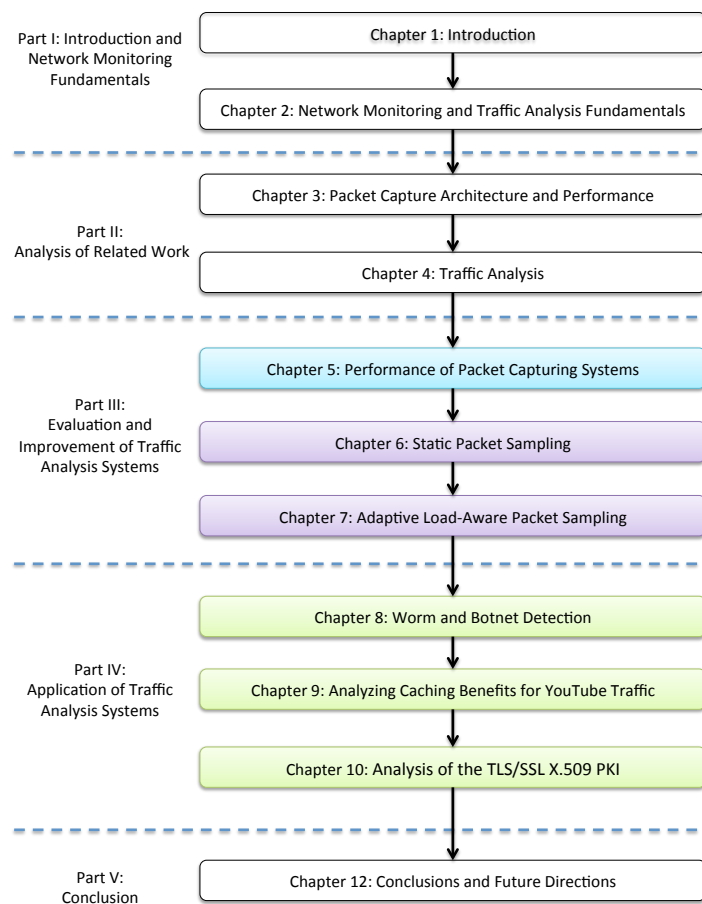 Part I: Introduction and
Network Monitoring
Fundamentals
Chapter 1: Introduction
Chapter 2: Network Monitoring and Traffic Analysis Fundamentals
Part II:
Analysis of Related Work
Chapter 3: Packet Capture Architecture and Performance
Chapter 4: Traffic Analysis
Part III:
Evaluation and
Improvement of Traffic
Analysis Systems
Chapter 5: Performance of Packet Capturing Systems
Chapter 6: Static Packet Sampling
Chapter 7: Adaptive Load-Aware Packet Sampling
Part IV:
Application of Traffic
Analysis Systems
Chapter 8: Worm and Botnet Detection
Chapter 9: Analyzing Caching Benefits for YouTube Traffic
Chapter 10: Analysis of the TLS/SSL X.509 PKI
Part V:
Conclusion
Chapter 12: Conclusions and Future Directions